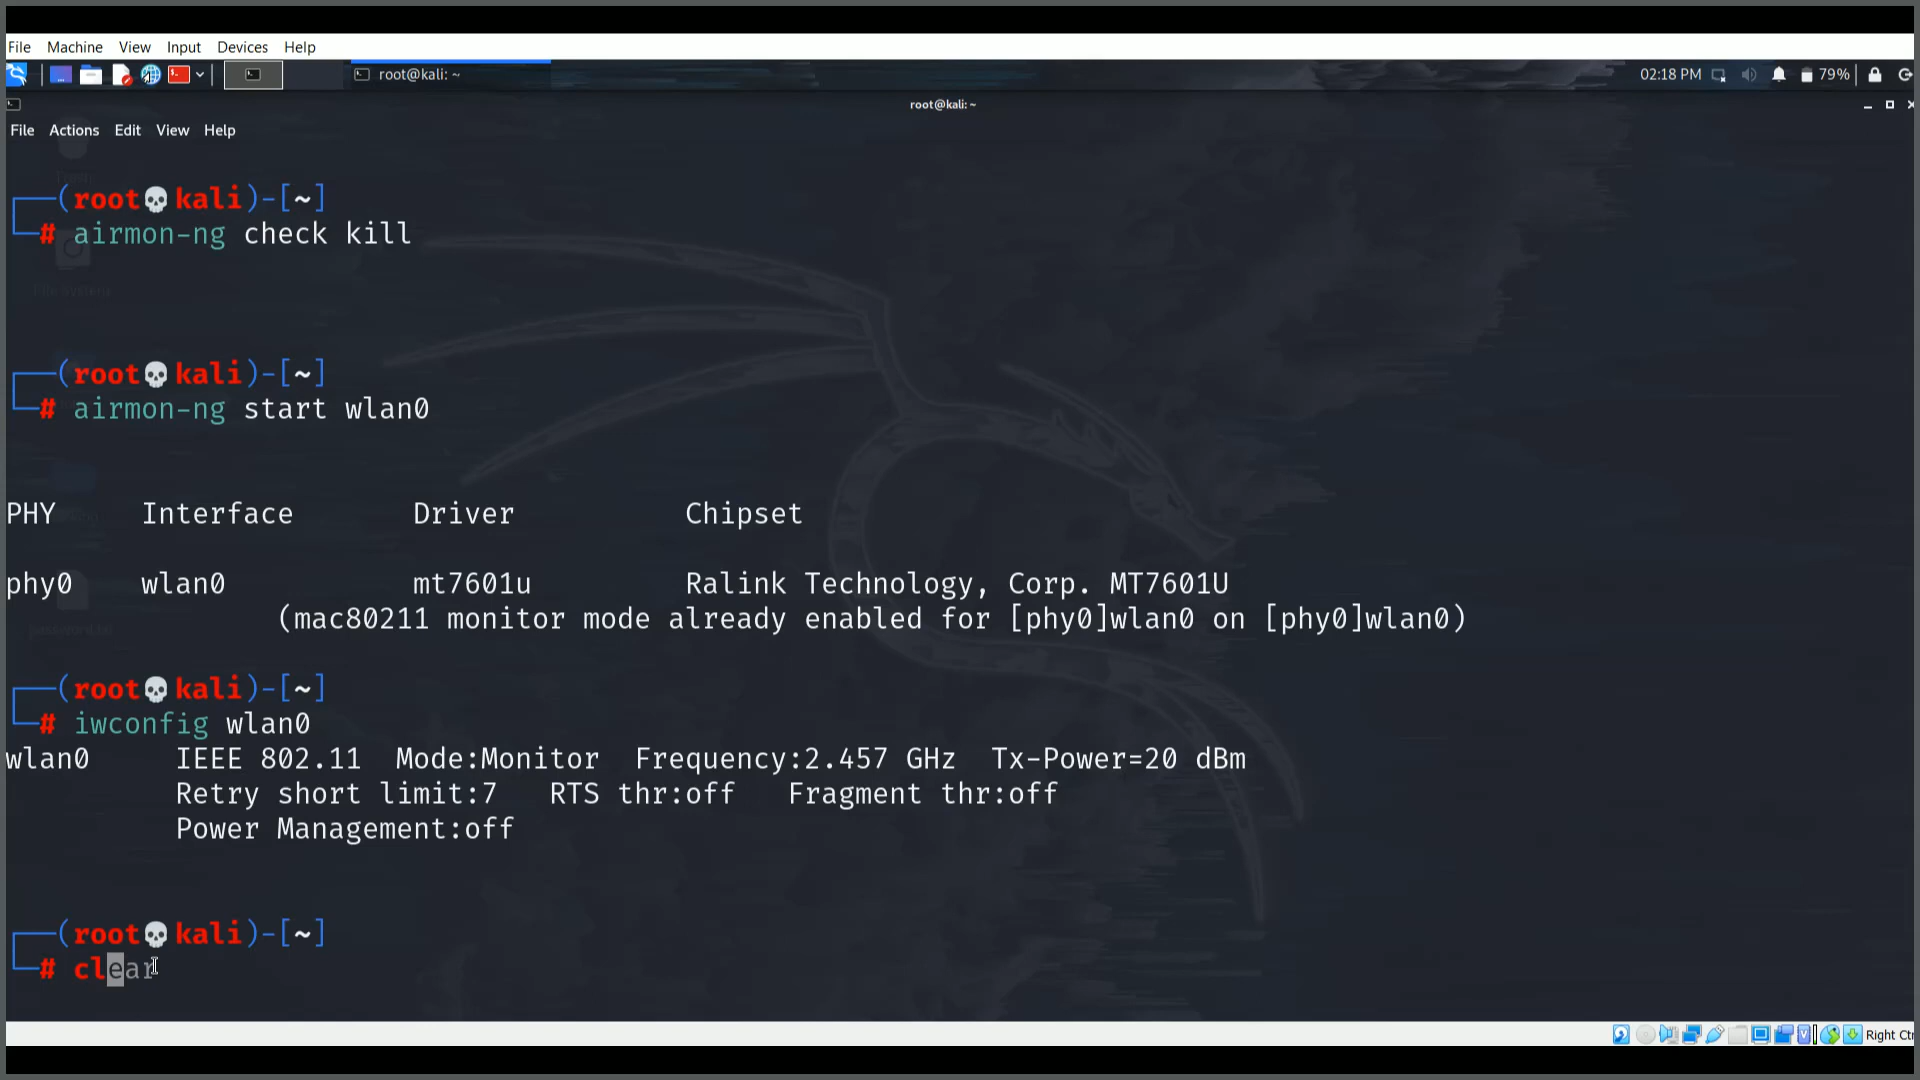 File Machine View Input Devices Help
root@kali: ~ 02:18 PM 79%
root@kali: ~
File Actions Edit View Help
Trash
┌──(root💀kali)-[~]
└─# airmon-ng check kill
File System
┌──(root💀kali)-[~]
└─# airmon-ng start wlan0
PHY Interface Driver Chipset
phy0 wlan0 mt7601u Ralink Technology, Corp. MT7601U
(mac80211 monitor mode already enabled for [phy0]wlan0 on [phy0]wlan0)
┌──(root💀kali)-[~]
└─# iwconfig wlan0
wlan0 IEEE 802.11 Mode:Monitor Frequency:2.457 GHz Tx-Power=20 dBm
Retry short limit:7 RTS thr:off Fragment thr:off
Power Management:off
┌──(root💀kali)-[~]
└─# clear
Right Ctr